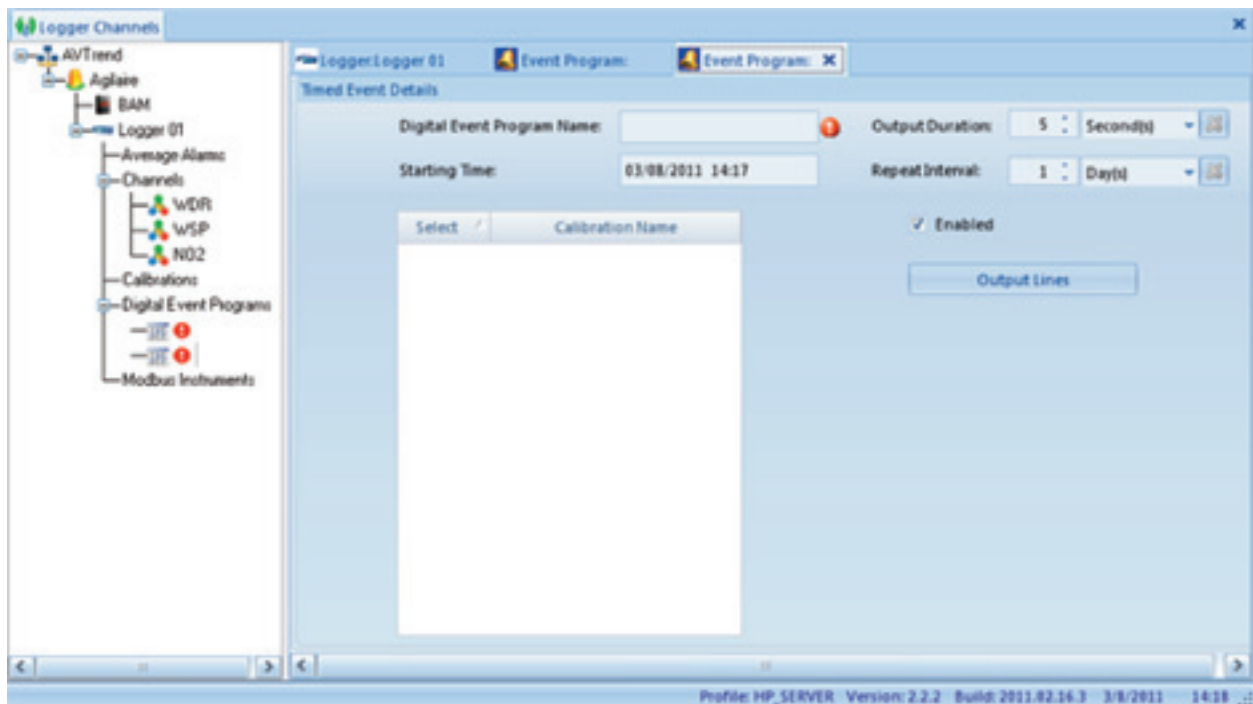 Logger Channels
AVTrend
Agilaire
BAM
Logger 01
Average Alarms
Channels
WDR
WSP
NO2
Calibrations
Digital Event Programs
Modbus Instruments
Logger:Logger 01
Event Program:
Event Program:
Timed Event Details
Digital Event Program Name:
Output Duration:
5
Second(s)
Starting Time:
03/08/2011 14:17
Repeat Interval:
1
Day(s)
Select
Calibration Name
Enabled
Output Lines
Profile: HP_SERVER Version: 2.2.2 Build: 2011.02.16.3 3/8/2011 14:18